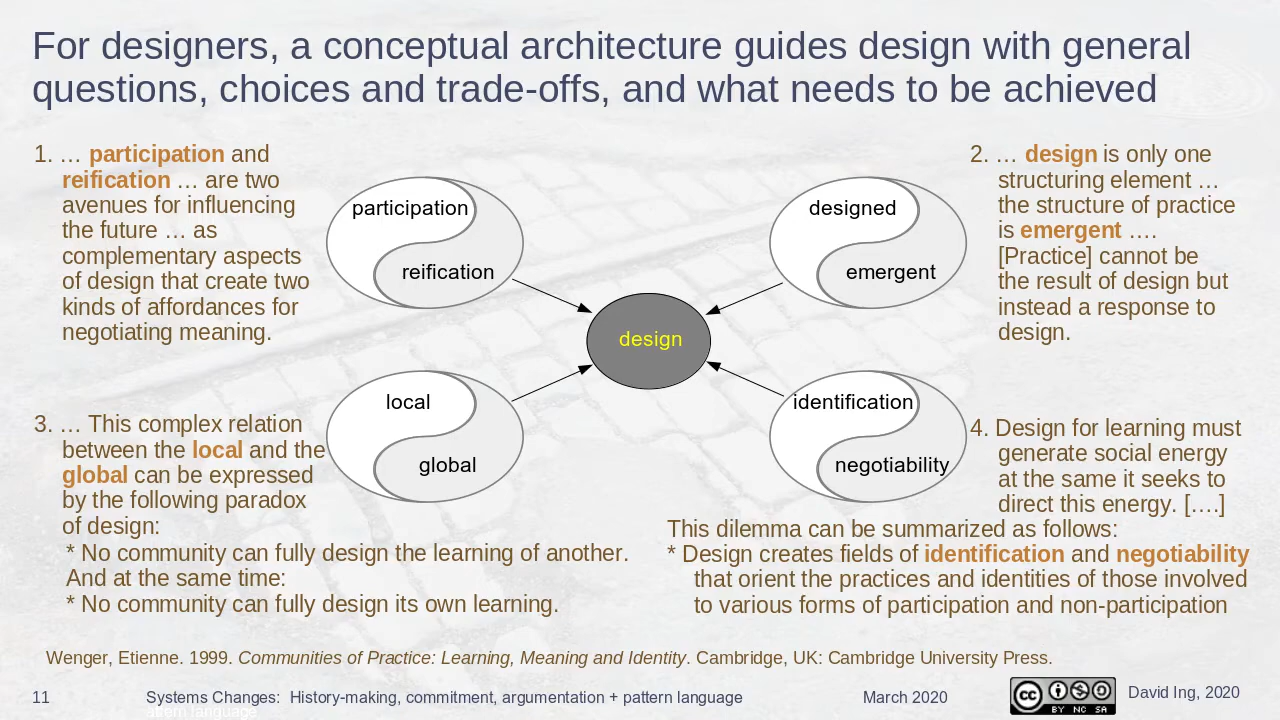 For designers, a conceptual architecture guides design with general
questions, choices and trade-offs, and what needs to be achieved
1. … participation and
reification … are two
avenues for influencing
the future … as
complementary aspects
of design that create two
kinds of affordances for
negotiating meaning.
participation
reification
designed
emergent
design
local
global
identification
negotiability
2. … design is only one
structuring element …
the structure of practice
is emergent ….
[Practice] cannot be
the result of design but
instead a response to
design.
3. … This complex relation
between the local and the
global can be expressed
by the following paradox
of design:
* No community can fully design the learning of another.
And at the same time:
* No community can fully design its own learning.
4. Design for learning must
generate social energy
at the same it seeks to
direct this energy. [….]
This dilemma can be summarized as follows:
* Design creates fields of identification and negotiability
that orient the practices and identities of those involved
to various forms of participation and non-participation
Wenger, Etienne. 1999. Communities of Practice: Learning, Meaning and Identity. Cambridge, UK: Cambridge University Press.
11 Systems Changes: History-making, commitment, argumentation + pattern language March 2020 David Ing, 2020
attern language
cc BY NC SA